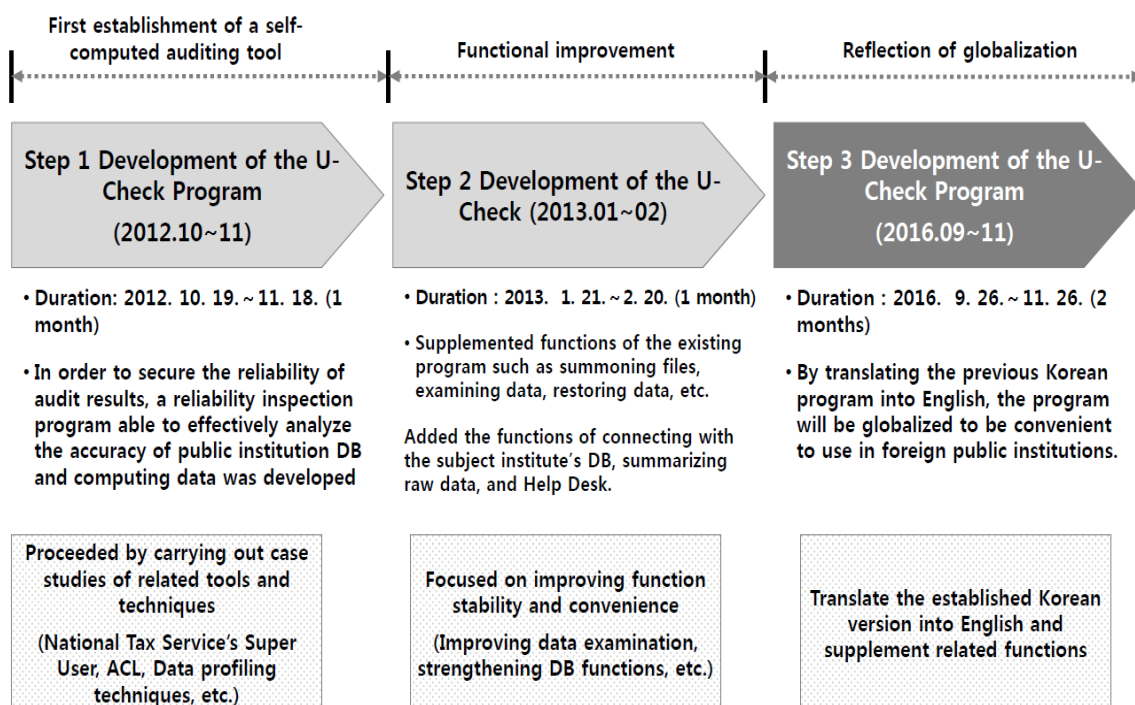 First establishment of a self-
computed auditing tool
Functional improvement
Reflection of globalization
Step 1 Development of the U-
Check Program
(2012.10~11)
Step 2 Development of the U-
Check (2013.01~02)
Step 3 Development of the U-
Check Program
(2016.09~11)
• Duration: 2012. 10. 19. ~ 11. 18. (1
month)
• In order to secure the reliability of
audit results, a reliability inspection
program able to effectively analyze
the accuracy of public institution DB
and computing data was developed
• Duration : 2013. 1. 21. ~ 2. 20. (1 month)
• Supplemented functions of the existing
program such as summoning files,
examining data, restoring data, etc.
Added the functions of connecting with
the subject institute's DB, summarizing
raw data, and Help Desk.
• Duration : 2016. 9. 26. ~ 11. 26. (2
months)
• By translating the previous Korean
program into English, the program
will be globalized to be convenient
to use in foreign public institutions.
Proceeded by carrying out case
studies of related tools and
techniques
(National Tax Service's Super
User, ACL, Data profiling
techniques, etc.)
Focused on improving function
stability and convenience
(Improving data examination,
strengthening DB functions, etc.)
Translate the established Korean
version into English and
supplement related functions